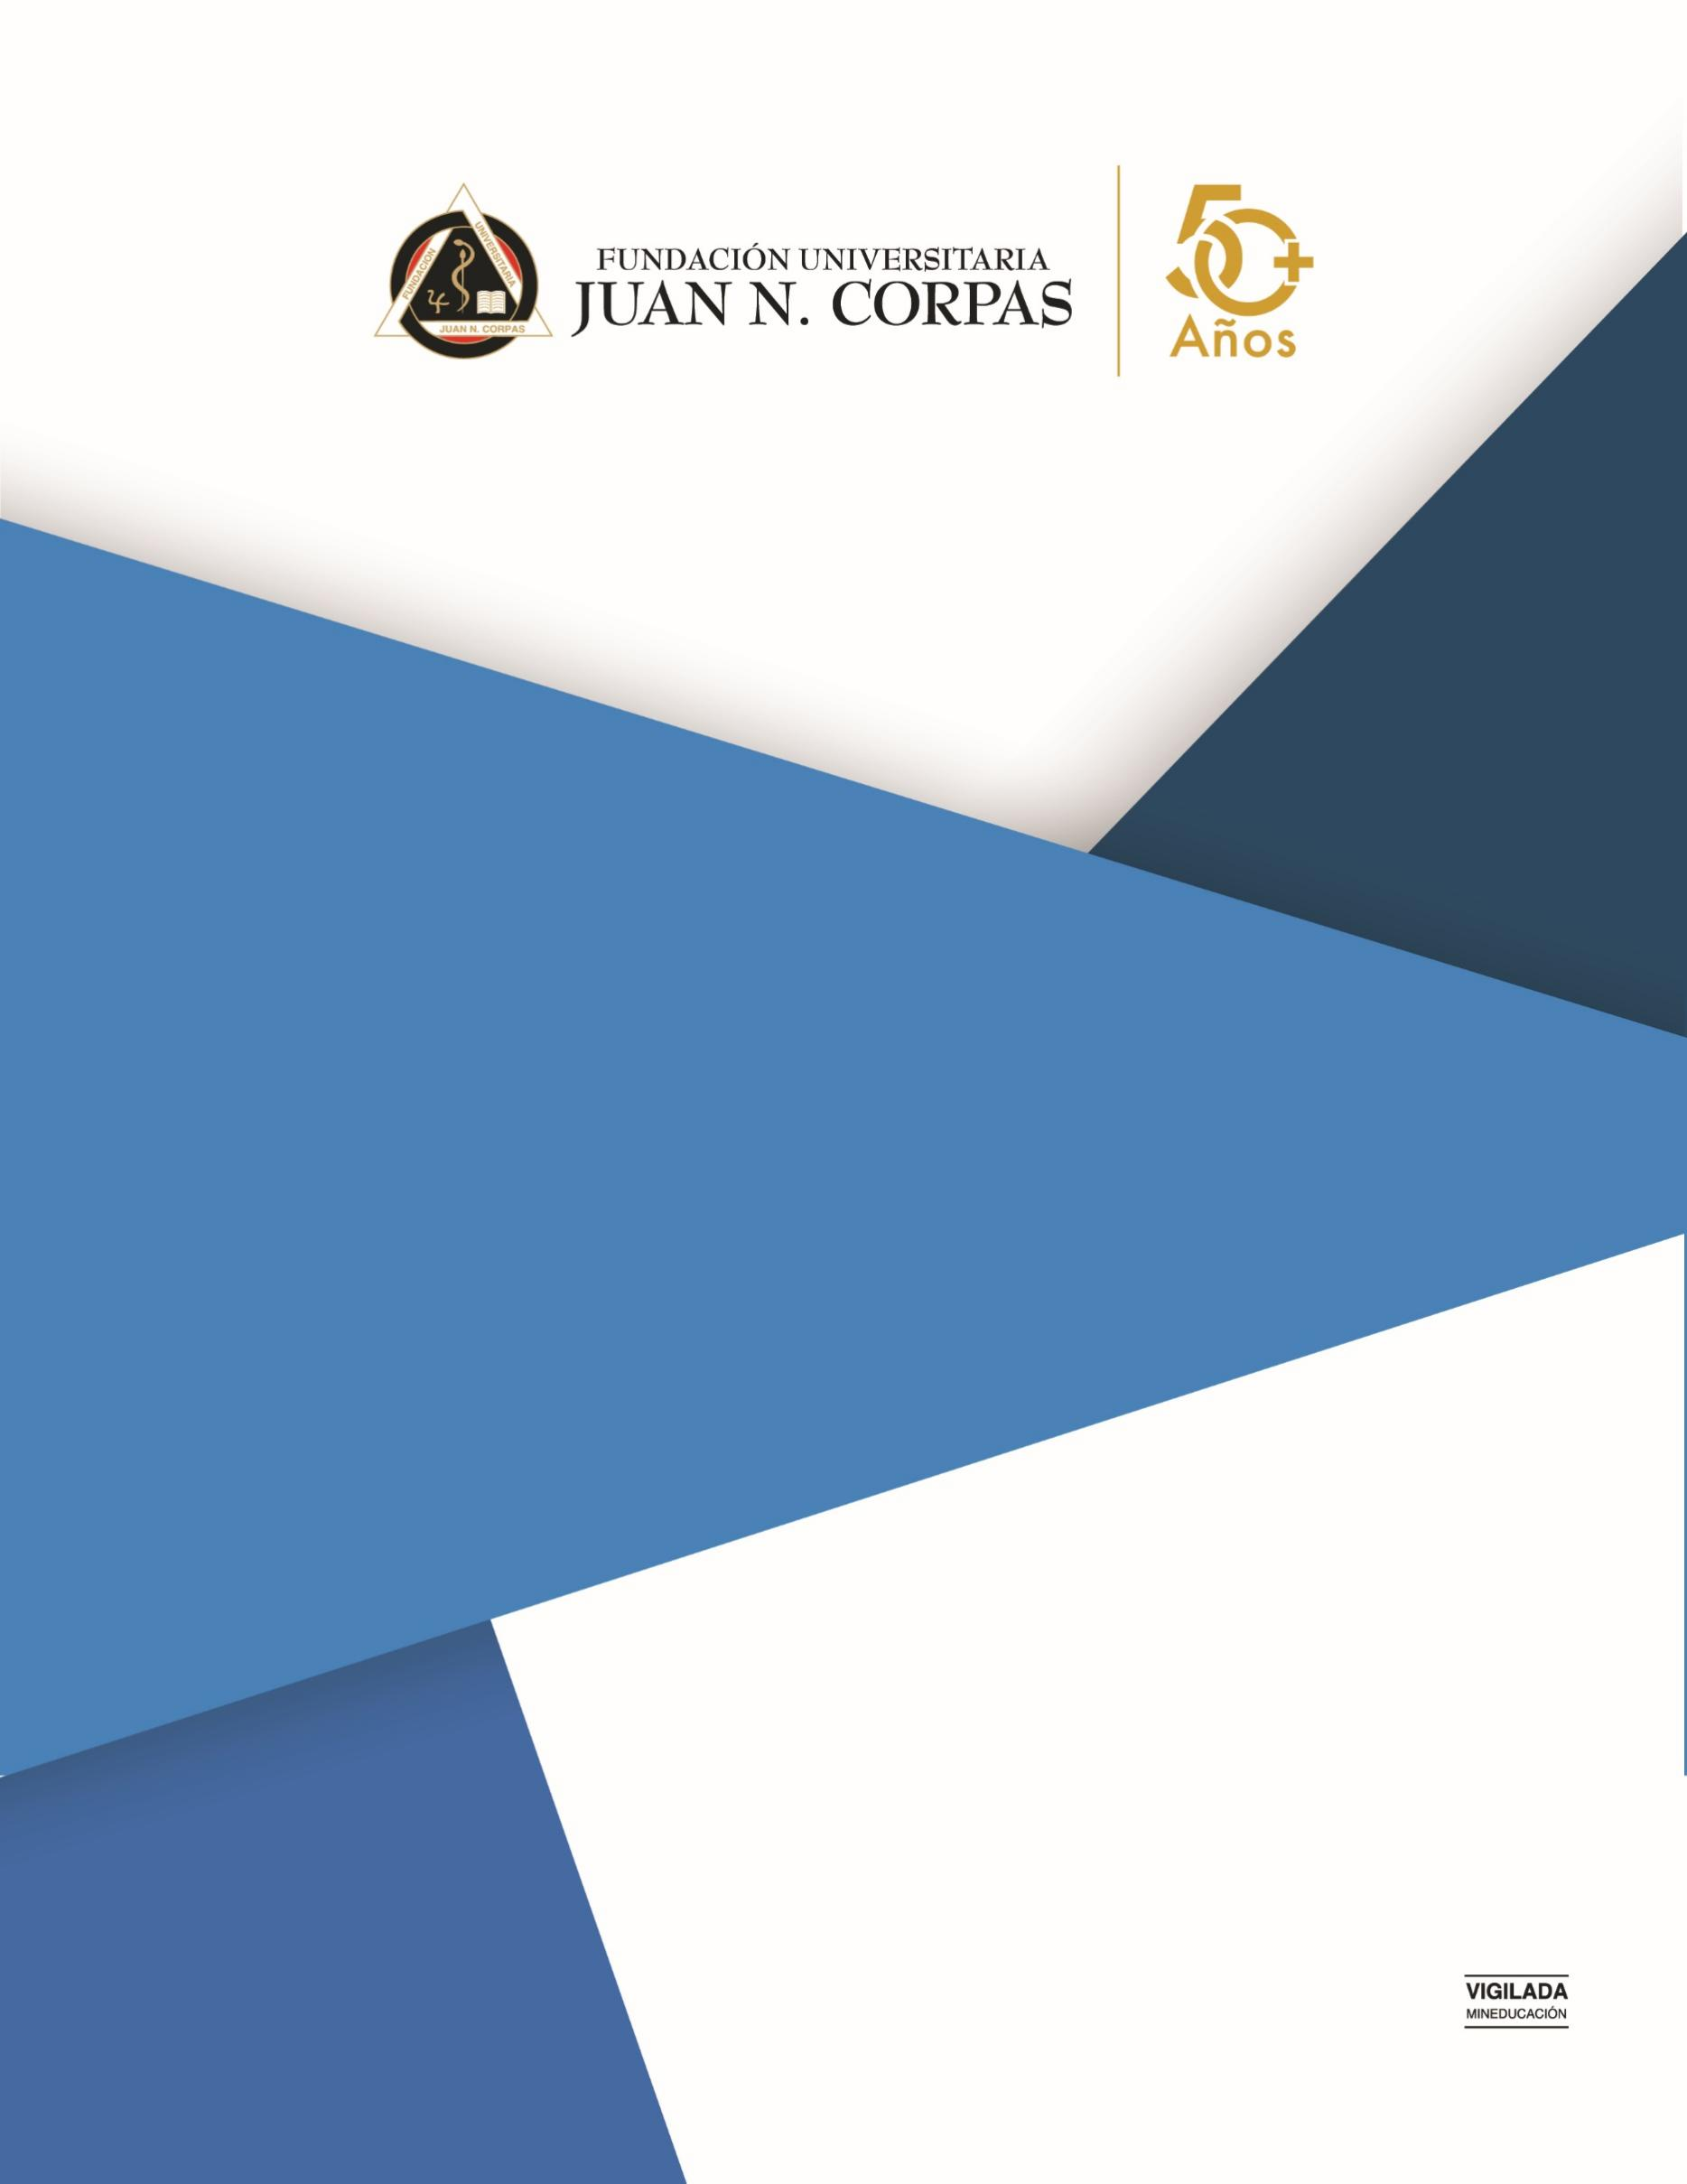 FUNDACIÓN
UNIVERSITARIA
JUAN N. CORPAS
FUNDACIÓN UNIVERSITARIA
JUAN N. CORPAS
50+
Años
VIGILADA
MINEDUCACIÓN